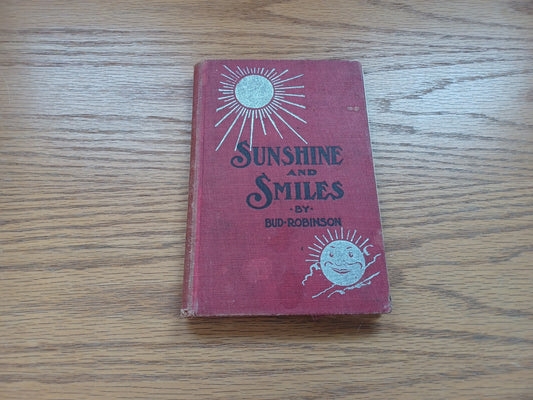 SUNSHINE
AND
SMILES
·BY·
BUD·ROBINSON